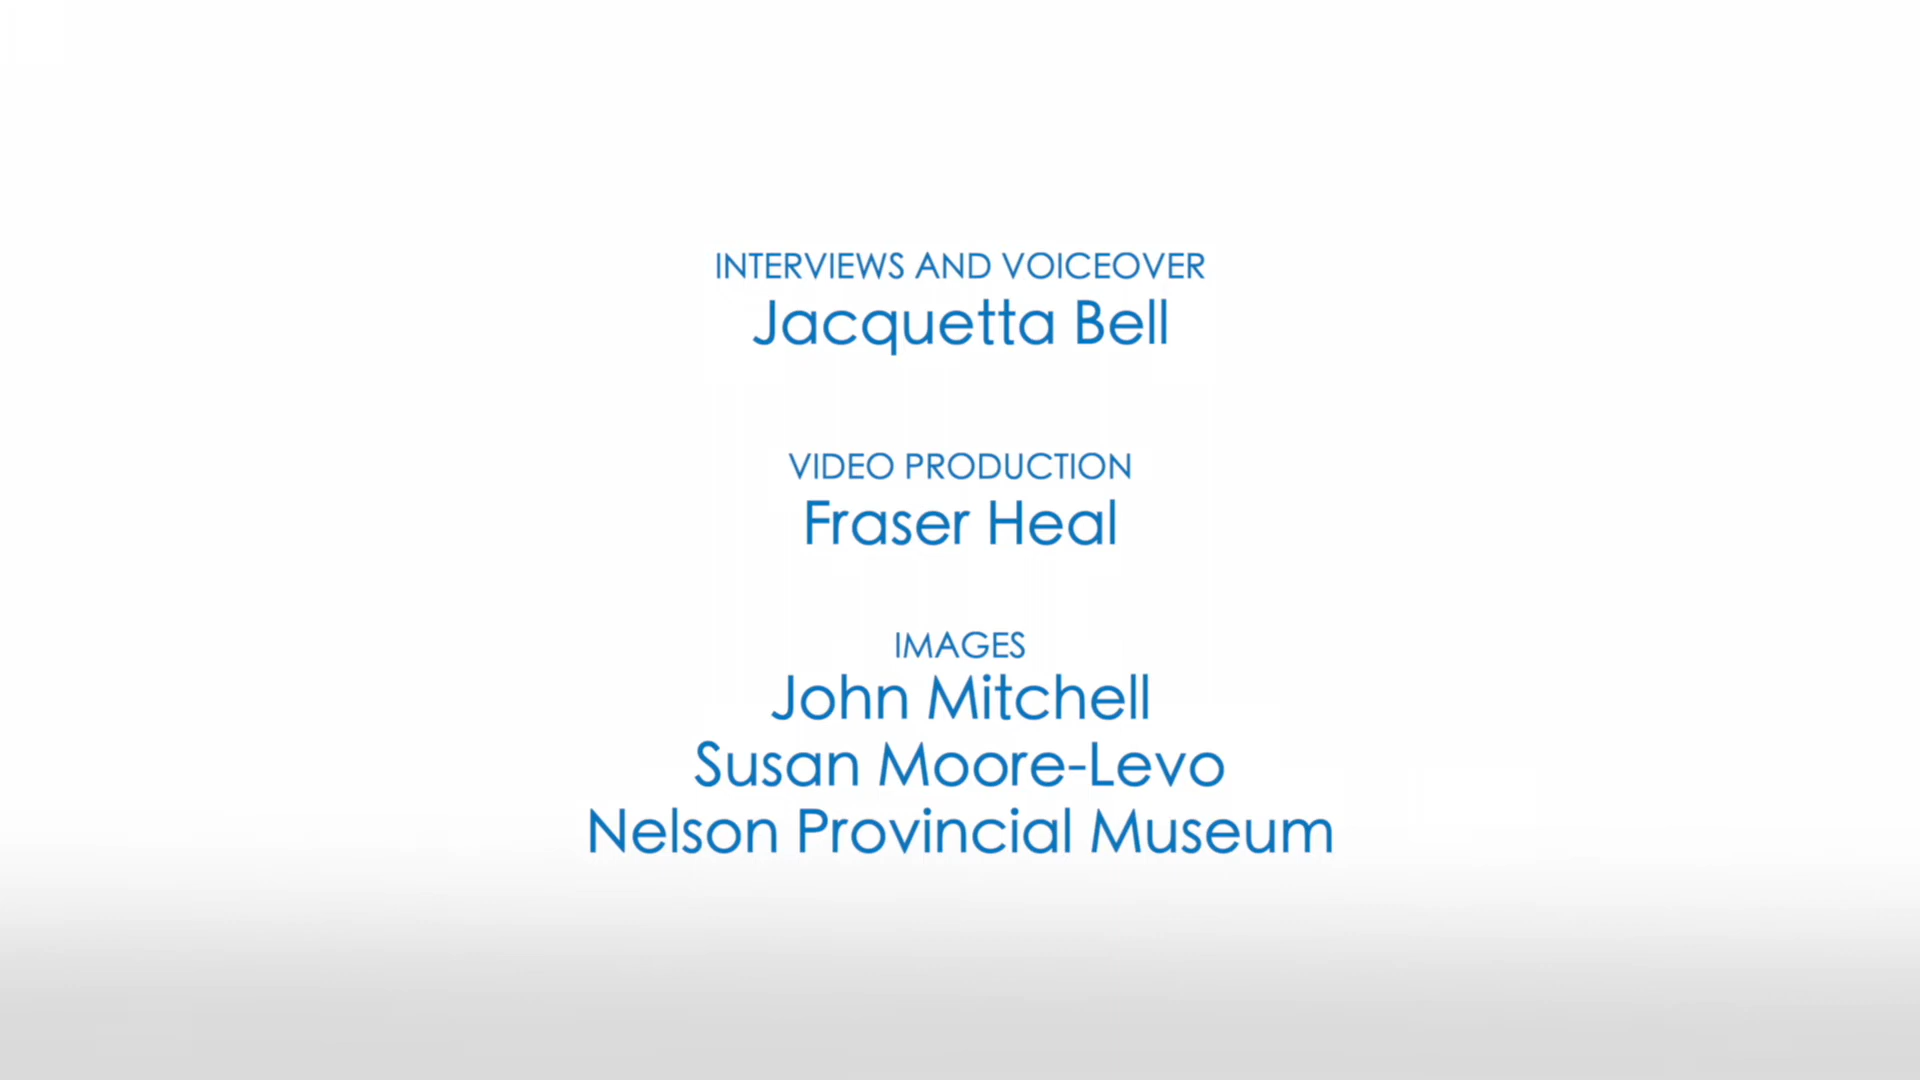 INTERVIEWS AND VOICEOVER
Jacquetta Bell
VIDEO PRODUCTION
Fraser Heal
IMAGES
John Mitchell
Susan Moore-Levo
Nelson Provincial Museum